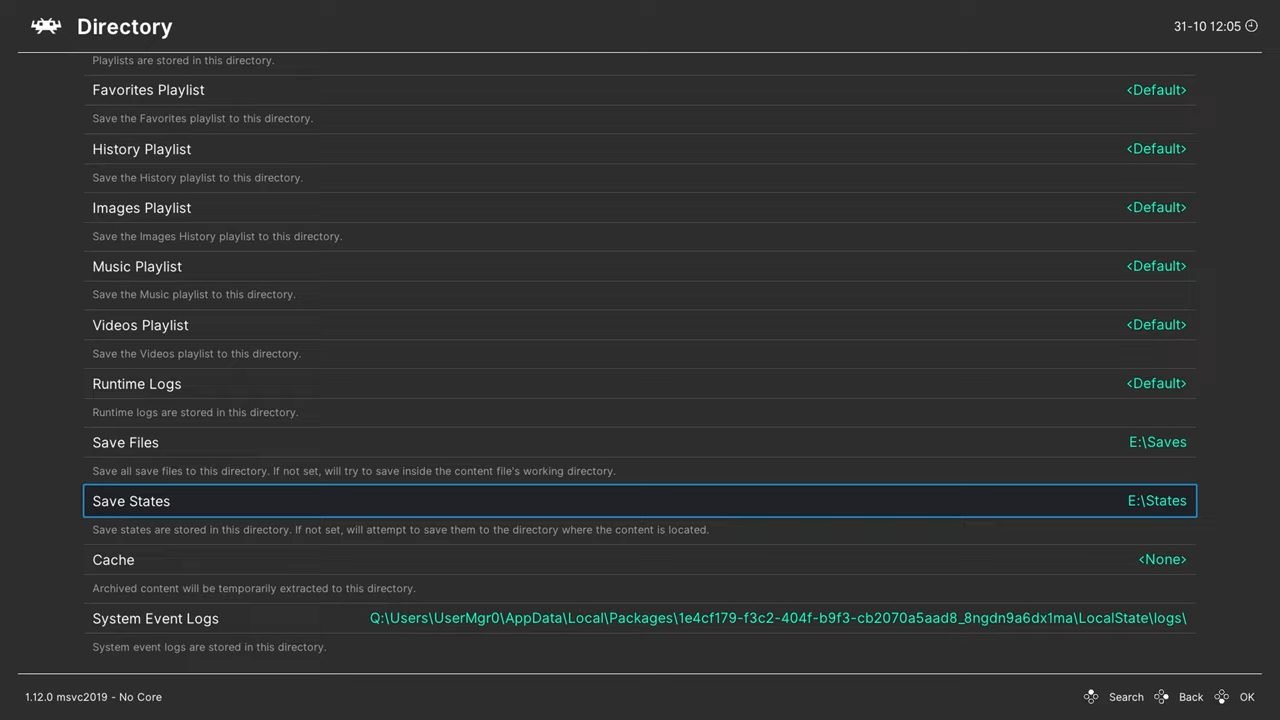 Directory
31-10 12:05
Playlists are stored in this directory.
Favorites Playlist <Default>
Save the Favorites playlist to this directory.
History Playlist <Default>
Save the History playlist to this directory.
Images Playlist <Default>
Save the Images History playlist to this directory.
Music Playlist <Default>
Save the Music playlist to this directory.
Videos Playlist <Default>
Save the Videos playlist to this directory.
Runtime Logs <Default>
Runtime logs are stored in this directory.
Save Files E:\Saves
Save all save files to this directory. If not set, will try to save inside the content file's working directory.
Save States E:\States
Save states are stored in this directory. If not set, will attempt to save them to the directory where the content is located.
Cache <None>
Archived content will be temporarily extracted to this directory.
System Event Logs Q:\Users\UserMgr0\AppData\Local\Packages\1e4cf179-f3c2-404f-b9f3-cb2070a5aad8_8ngdn9a6dx1ma\LocalState\logs\
System event logs are stored in this directory.
1.12.0 msvc2019 - No Core
Search Back OK